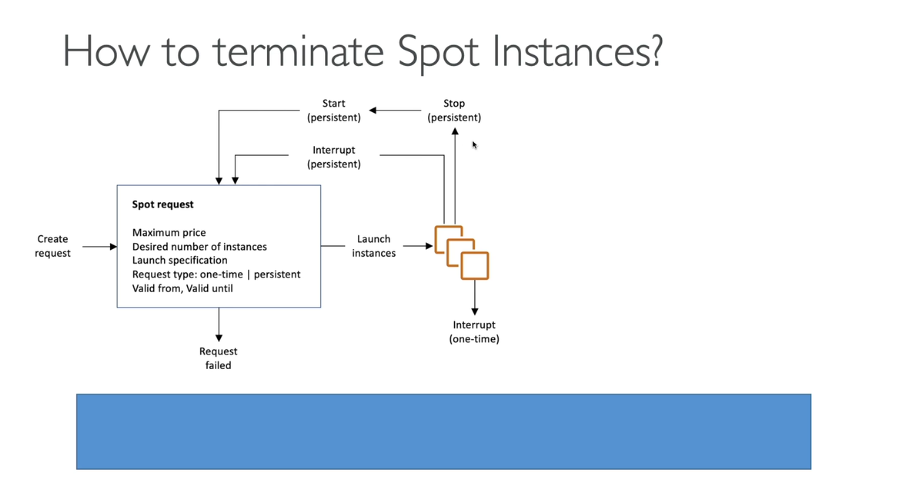 How to terminate Spot Instances?
Start
(persistent)
Stop
(persistent)
Interrupt
(persistent)
Spot request
Maximum price
Desired number of instances
Launch specification
Request type: one-time | persistent
Valid from, Valid until
Create
request
Launch
instances
Interrupt
(one-time)
Request
failed